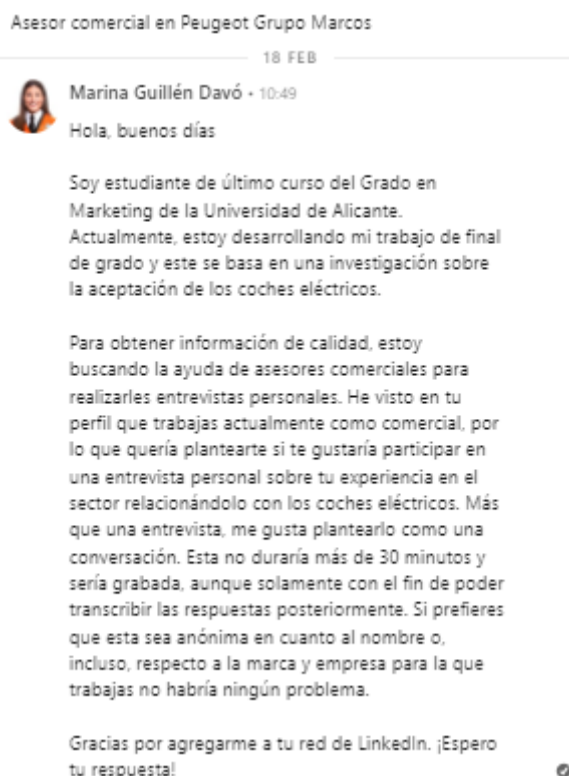 Asesor comercial en Peugeot Grupo Marcos
18 FEB
Marina Guillén Davó • 10:49
Hola, buenos días
Soy estudiante de último curso del Grado en
Marketing de la Universidad de Alicante.
Actualmente, estoy desarrollando mi trabajo de final
de grado y este se basa en una investigación sobre
la aceptación de los coches eléctricos.
Para obtener información de calidad, estoy
buscando la ayuda de asesores comerciales para
realizarles entrevistas personales. He visto en tu
perfil que trabajas actualmente como comercial, por
lo que quería plantearte si te gustaría participar en
una entrevista personal sobre tu experiencia en el
sector relacionándolo con los coches eléctricos. Más
que una entrevista, me gusta plantearlo como una
conversación. Esta no duraría más de 30 minutos y
sería grabada, aunque solamente con el fin de poder
transcribir las respuestas posteriormente. Si prefieres
que esta sea anónima en cuanto al nombre o,
incluso, respecto a la marca y empresa para la que
trabajas no habría ningún problema.
Gracias por agregarme a tu red de LinkedIn. ¡Espero
tu respuesta!